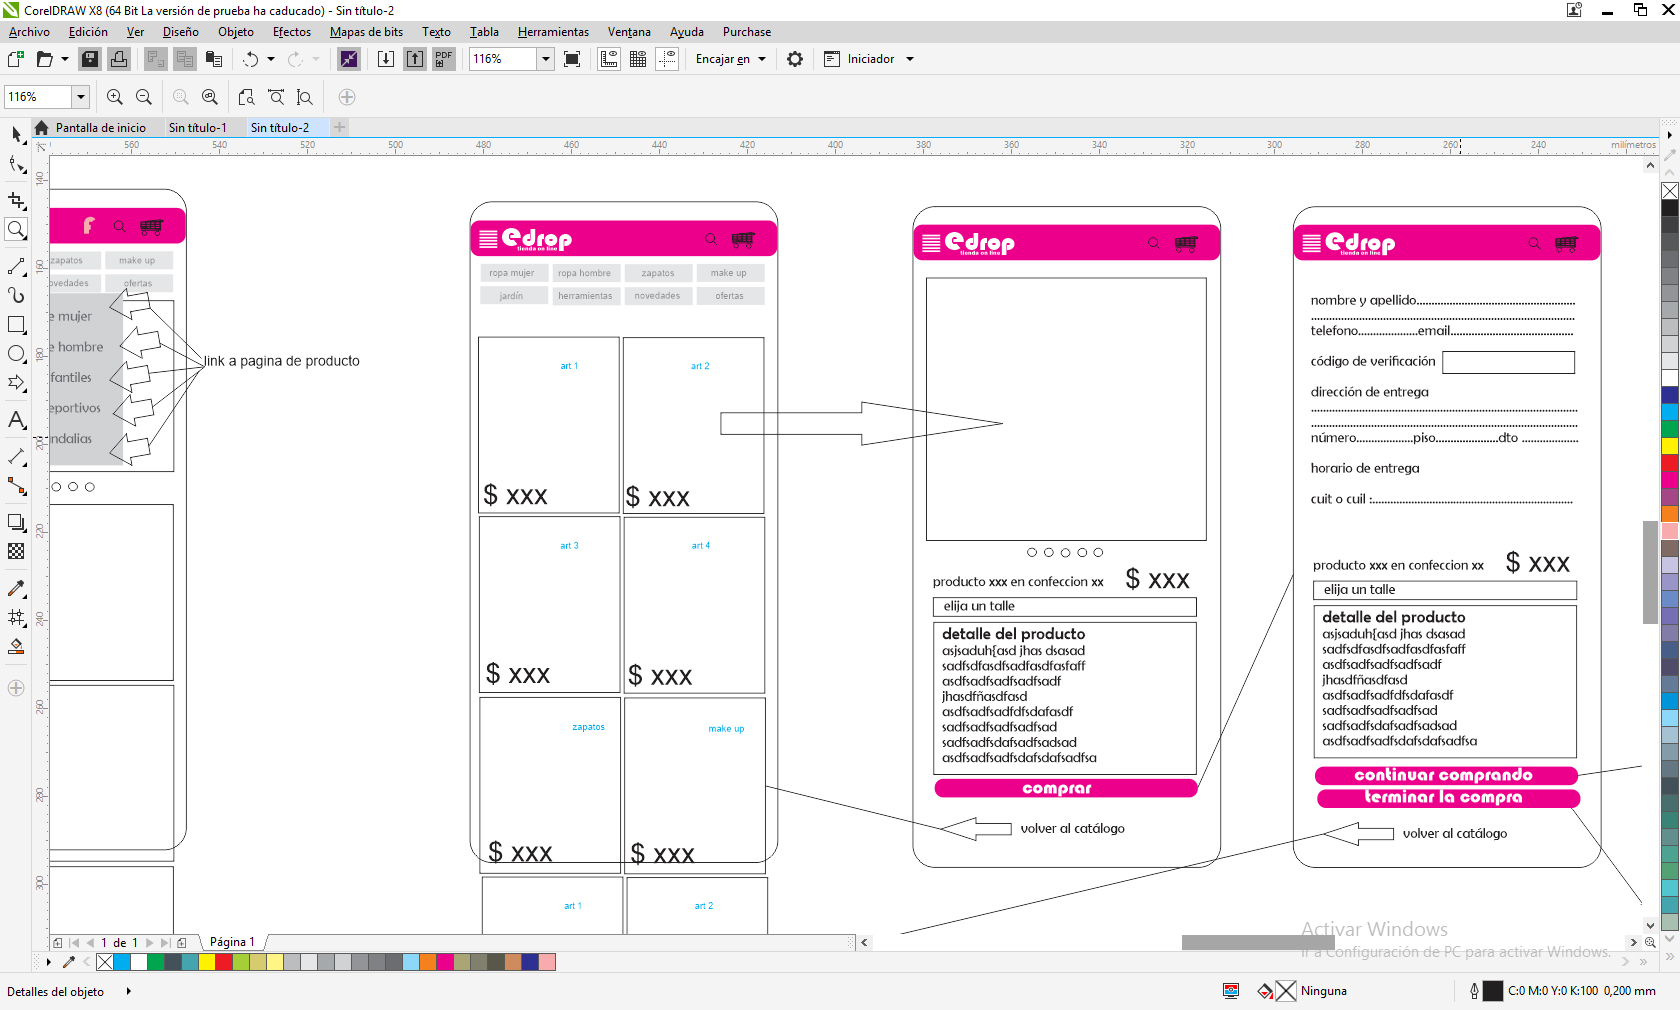 CorelDRAW X8 (64 Bit La versión de prueba ha caducado) - Sin título-2
Archivo Edición Ver Diseño Objeto Efectos Mapas de bits Texto Tabla Herramientas Ventana Ayuda Purchase
PDF 116% Encajar en Iniciador
116%
Pantalla de inicio Sin título-1 Sin título-2
560 540 520 500 480 460 440 420 400 380 360 340 320 300 280 260 240 milímetros
140
160
180
200
220
240
260
280
300
f
zapatos make up
ovedades ofertas
e mujer
e hombre
fantiles
eportivos
ndalias
link a pagina de producto
edrop
tienda on line
ropa mujer ropa hombre zapatos make up
jardín herramientas novedades ofertas
art 1 art 2
$ xxx $ xxx
art 3 art 4
$ xxx $ xxx
zapatos make up
$ xxx $ xxx
art 1 art 2
edrop
tienda on line
producto xxx en confeccion xx $ xxx
elija un talle
detalle del producto
asjsaduh{asd jhas dsasad
sadfsdfasdfsadfasdfasfaff
asdfsadfsadfsadfsadf
jhasdfñasdfasd
asdfsadfsadfdfsdafasdf
sadfsadfsadfsadfsad
sadfsadfsdafsadfsadsad
asdfsadfsadfsdafsdafsadfsa
comprar
volver al catálogo
edrop
tienda on line
nombre y apellido
telefono email
código de verificación
dirección de entrega
número piso dto
horario de entrega
cuit o cuil :
producto xxx en confeccion xx $ xxx
elija un talle
detalle del producto
asjsaduh{asd jhas dsasad
sadfsdfasdfsadfasdfasfaff
asdfsadfsadfsadfsadf
jhasdfñasdfasd
asdfsadfsadfdfsdafasdf
sadfsadfsadfsadfsad
sadfsadfsdafsadfsadsad
asdfsadfsadfsdafsdafsadfsa
continuar comprando
terminar la compra
volver al catálogo
Activar Windows
Ir a Configuración de PC para activar Windows.
1 de 1 Página 1
Detalles del objeto Ninguna C:0 M:0 Y:0 K:100 0,200 mm